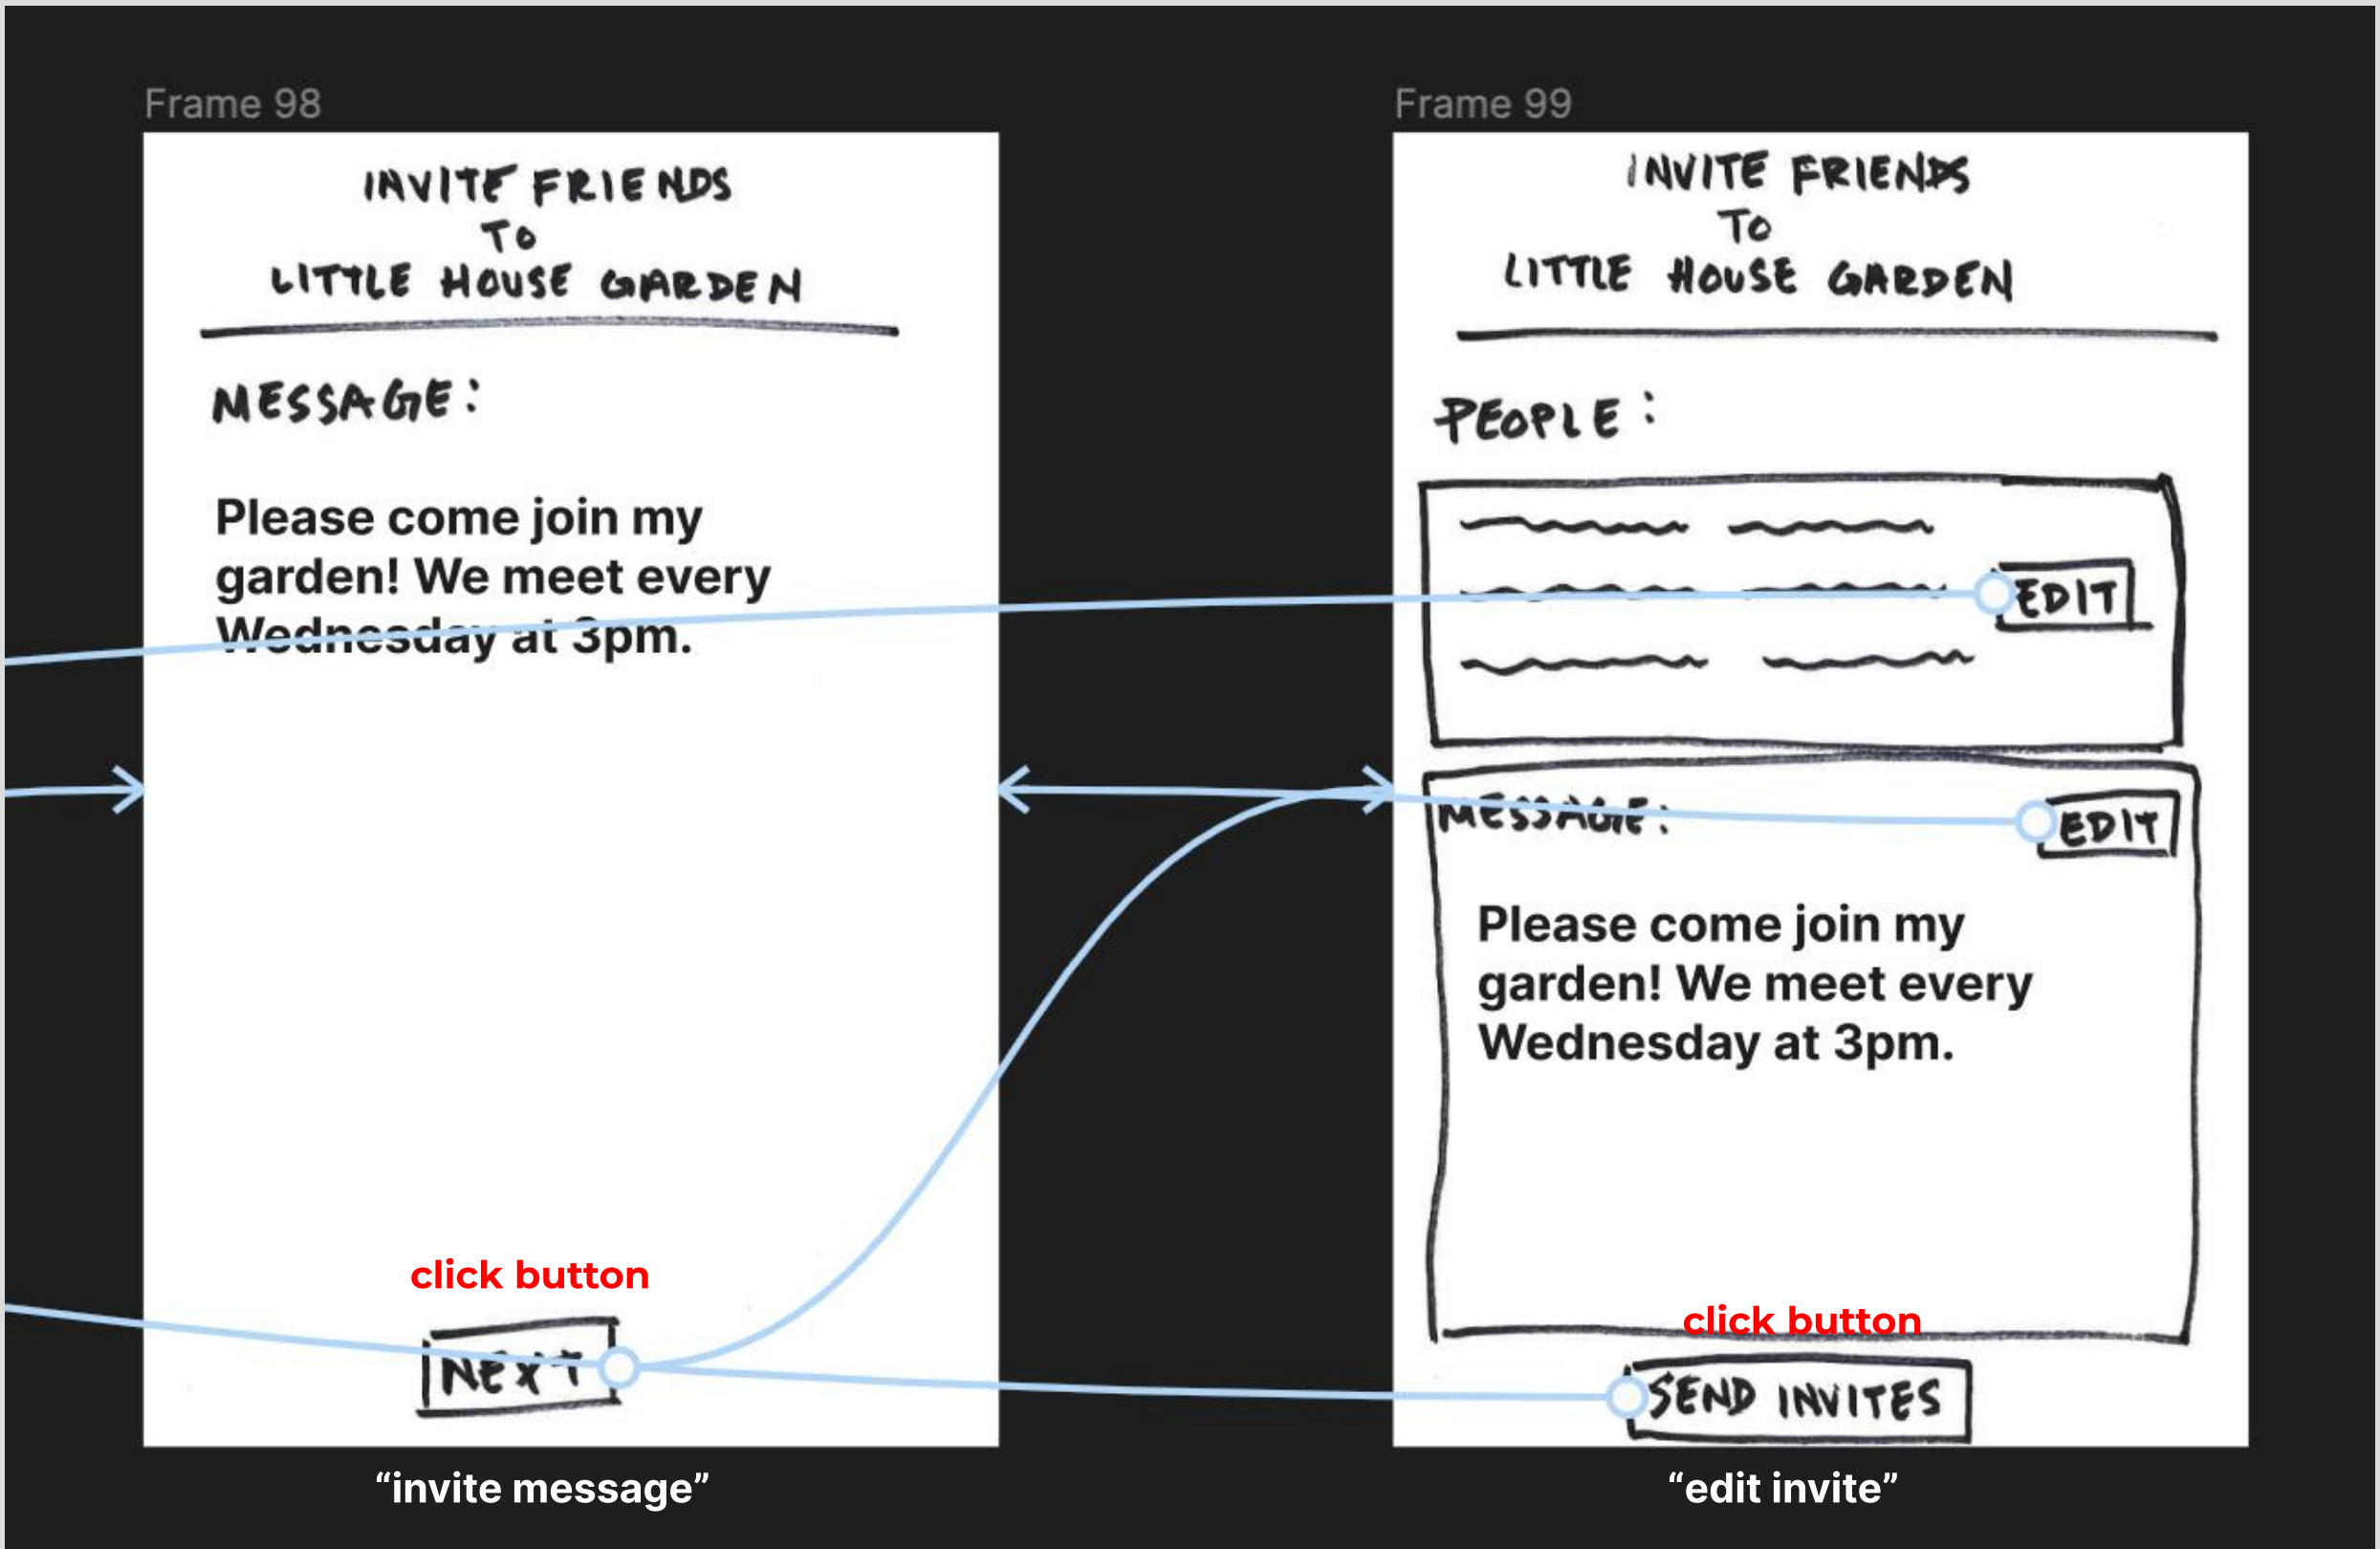 Frame 98
INVITE FRIENDS
TO
LITTLE HOUSE GARDEN
MESSAGE:
Please come join my
garden! We meet every
Wednesday at 3pm.
click button
NEXT
"invite message"
Frame 99
INVITE FRIENDS
TO
LITTLE HOUSE GARDEN
PEOPLE:
EDIT
MESSAGE:
EDIT
Please come join my
garden! We meet every
Wednesday at 3pm.
click button
SEND INVITES
"edit invite"